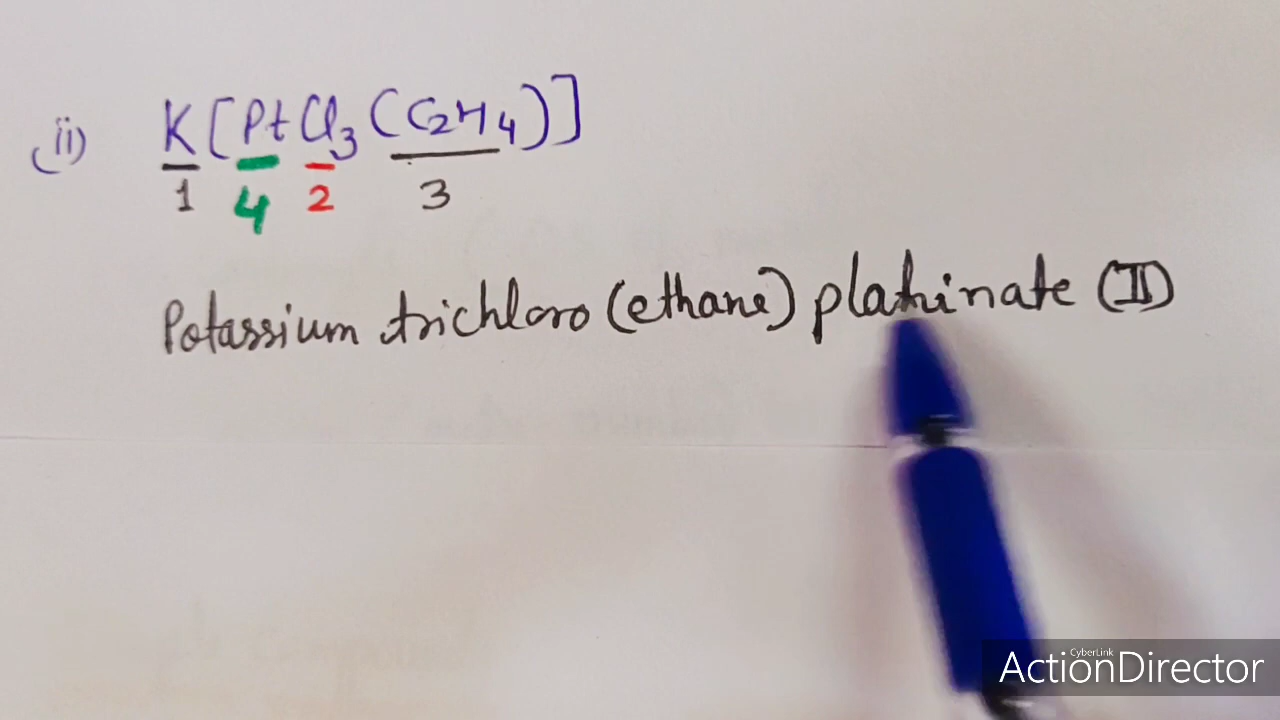 (ii) K[PtCl3(C2H4)]
1 4 2 3
Potassium trichloro (ethane) platinate (II)
CyberLink
ActionDirector